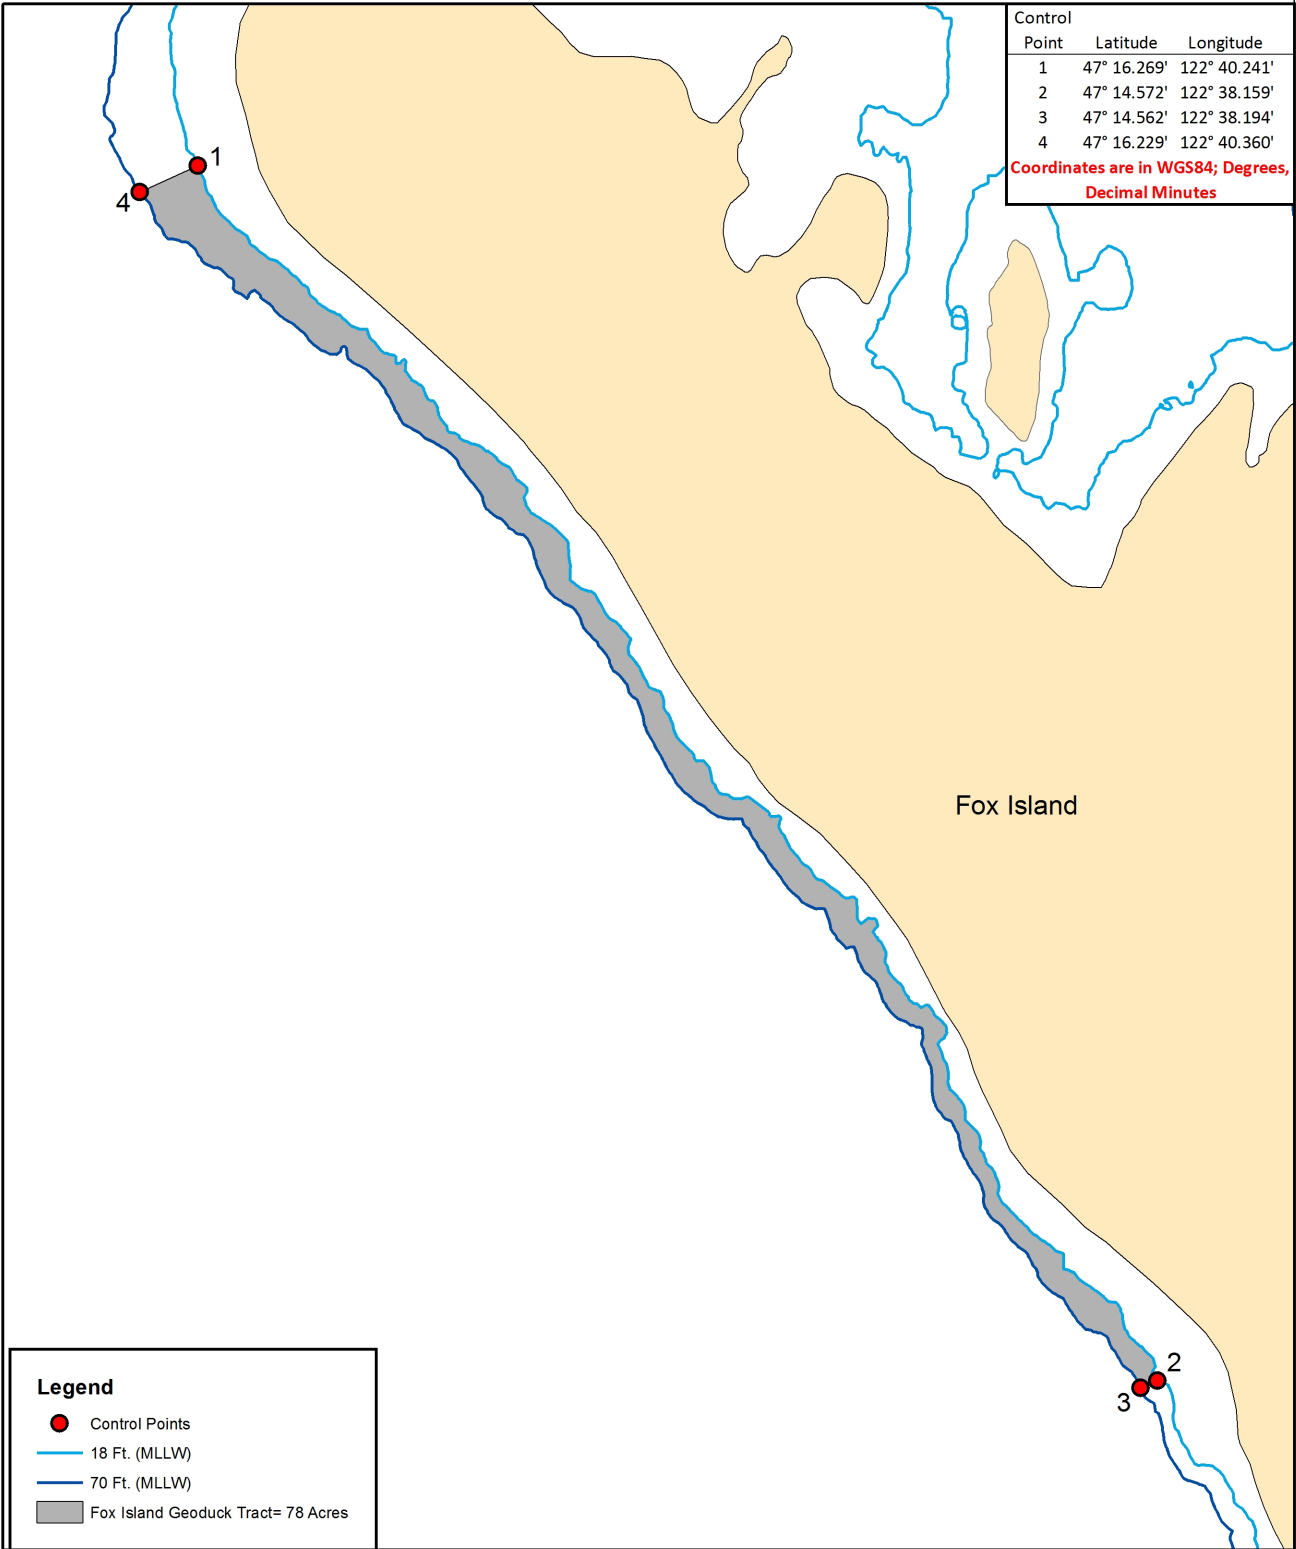 Control
Point Latitude Longitude
1 47° 16.269' 122° 40.241'
2 47° 14.572' 122° 38.159'
3 47° 14.562' 122° 38.194'
4 47° 16.229' 122° 40.360'
Coordinates are in WGS84; Degrees,
Decimal Minutes
1
4
Fox Island
2
3
Legend
Control Points
18 Ft. (MLLW)
70 Ft. (MLLW)
Fox Island Geoduck Tract= 78 Acres